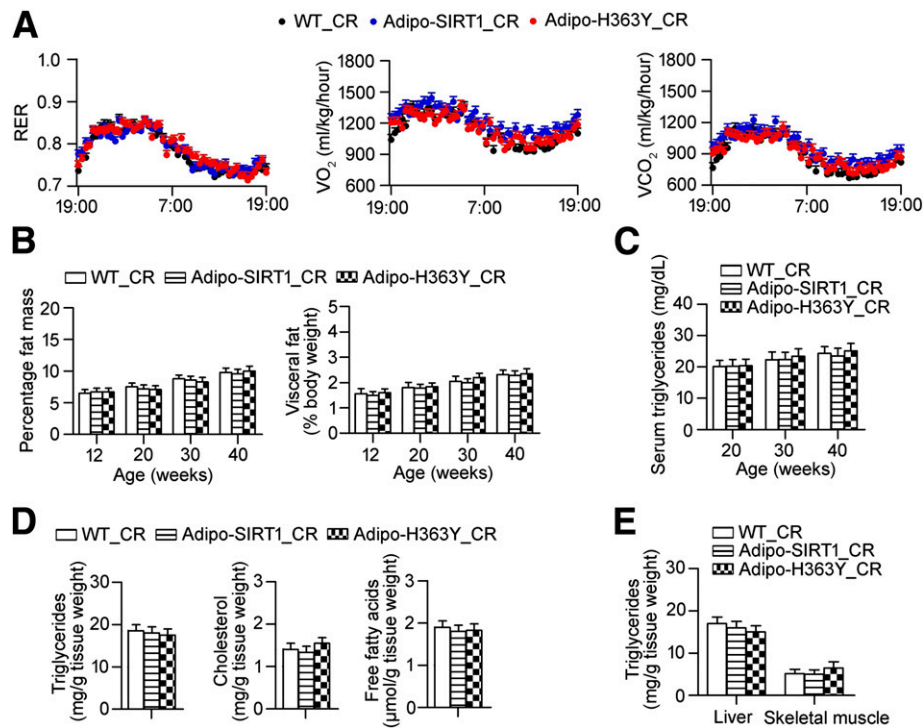 A
WT_CR Adipo-SIRT1_CR Adipo-H363Y_CR
RER
1.0
0.9
0.8
0.7
19:00 7:00 19:00
VO2 (ml/kg/hour)
1800
1500
1200
900
600
19:00 7:00 19:00
VCO2 (ml/kg/hour)
1800
1500
1200
900
600
19:00 7:00 19:00
B
WT_CR Adipo-SIRT1_CR Adipo-H363Y_CR
Percentage fat mass
20
15
10
5
0
12 20 30 40
Age (weeks)
Visceral fat
(% body weight)
5
4
3
2
1
0
12 20 30 40
Age (weeks)
C
WT_CR
Adipo-SIRT1_CR
Adipo-H363Y_CR
Serum triglycerides (mg/dL)
40
30
20
10
0
20 30 40
Age (weeks)
D
WT_CR Adipo-SIRT1_CR Adipo-H363Y_CR
Triglycerides
(mg/g tissue weight)
30
20
10
0
Cholesterol
(mg/g tissue weight)
3
2
1
0
Free fatty acids
(µmol/g tissue weight)
3
2
1
0
E
WT_CR
Adipo-SIRT1_CR
Adipo-H363Y_CR
Triglycerides
(mg/g tissue weight)
30
20
10
0
Liver Skeletal muscle